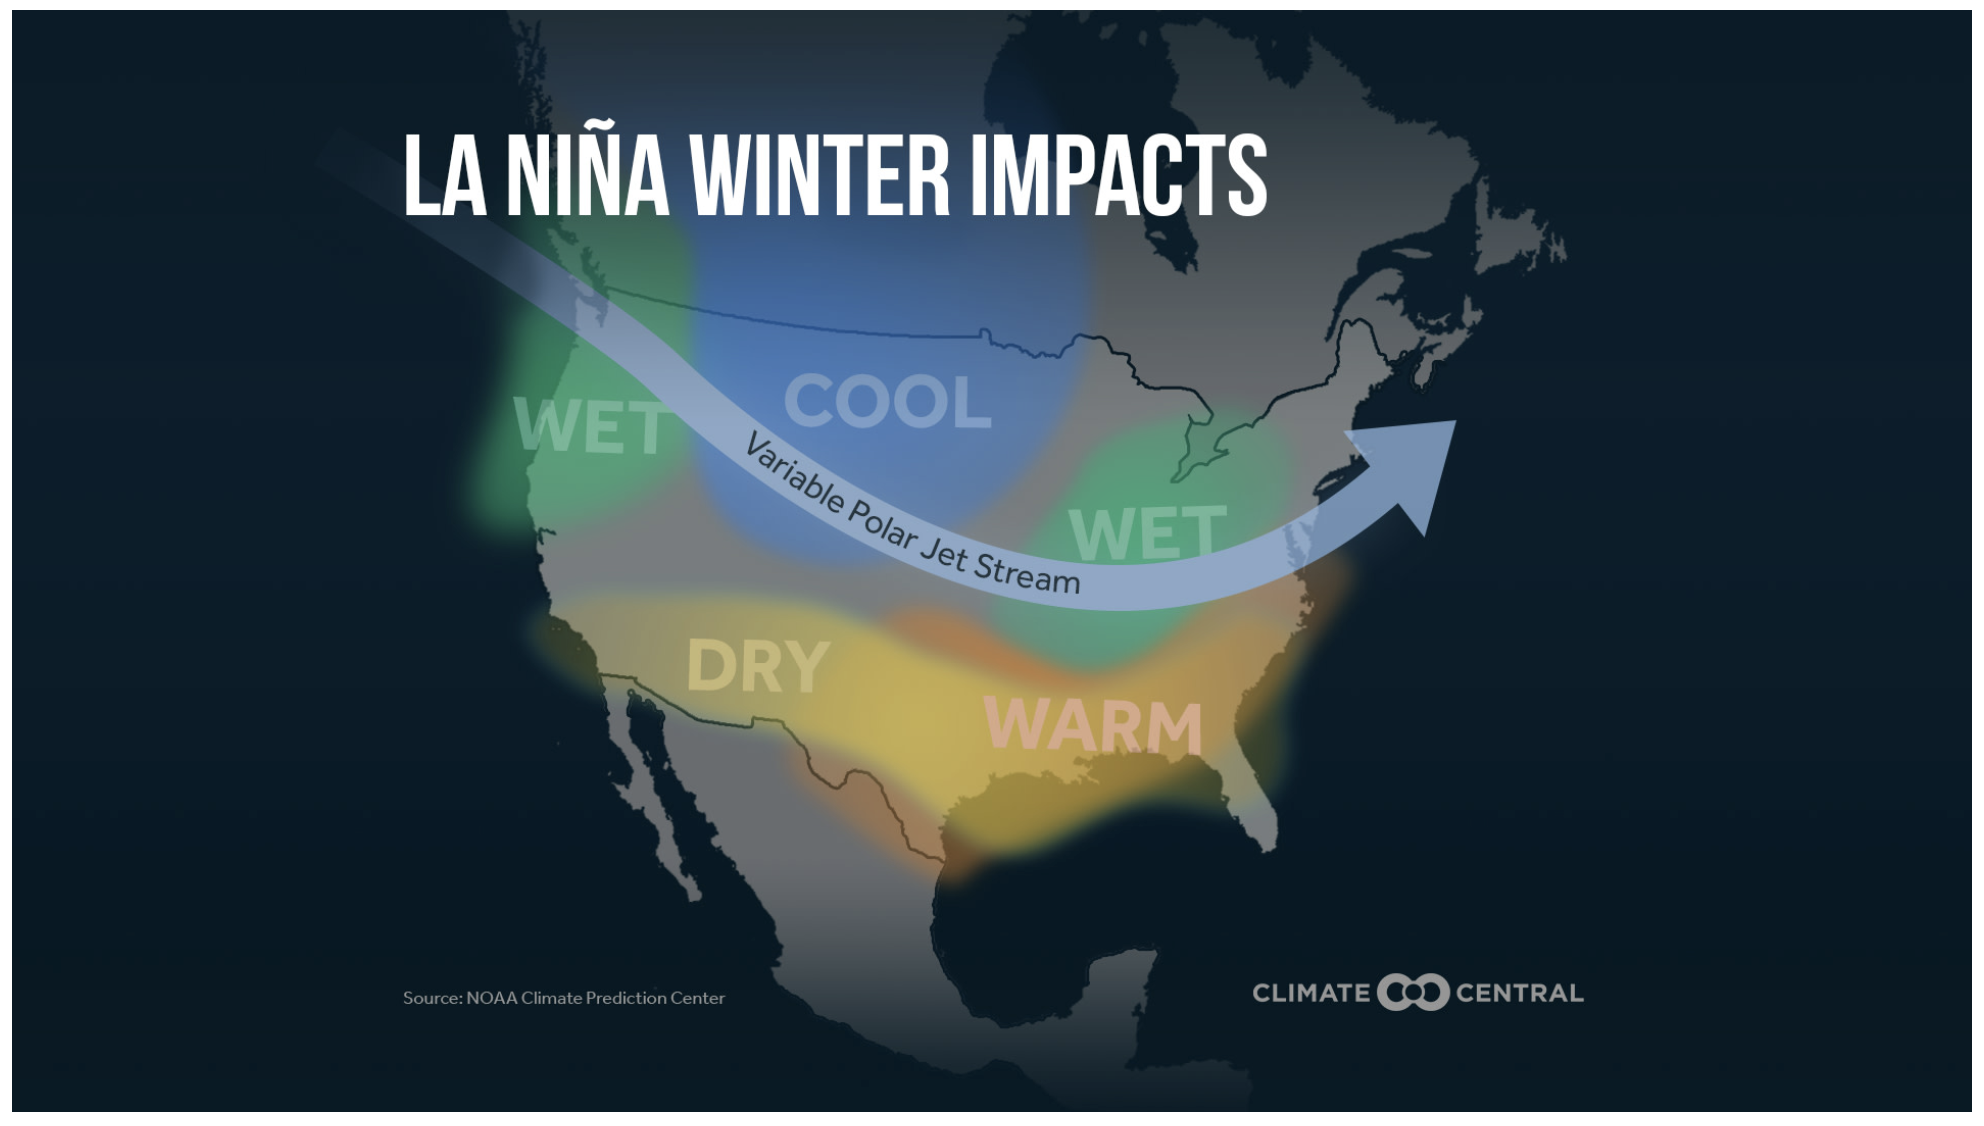 LA NIÑA WINTER IMPACTS
COOL
WET
Variable Polar Jet Stream
WET
DRY
WARM
Source: NOAA Climate Prediction Center
CLIMATE CENTRAL